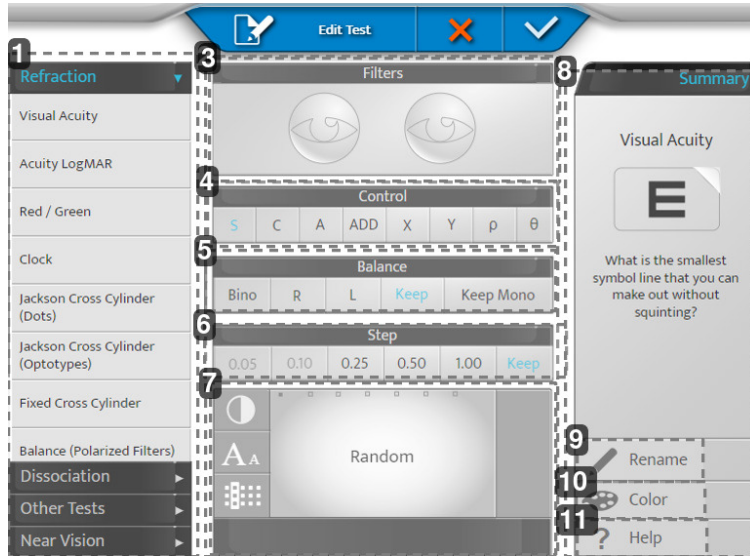 Edit Test
1
Refraction
Visual Acuity
Acuity LogMAR
Red / Green
Clock
Jackson Cross Cylinder
(Dots)
Jackson Cross Cylinder
(Optotypes)
Fixed Cross Cylinder
Balance (Polarized Filters)
Dissociation
Other Tests
Near Vision
3
Filters
4
Control
S C A ADD X Y ρ θ
5
Balance
Bino R L Keep Keep Mono
6
Step
0.05 0.10 0.25 0.50 1.00 Keep
7
AA
Random
8
Summary
Visual Acuity
E
What is the smallest
symbol line that you can
make out without
squinting?
9
Rename
10
Color
11
? Help